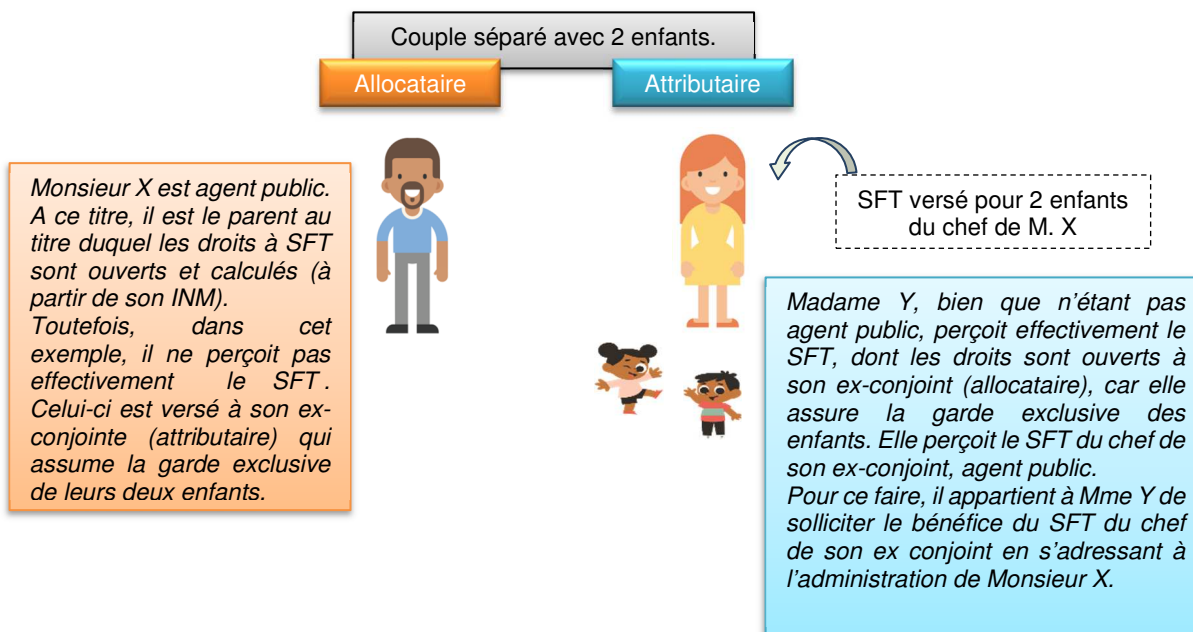 Couple séparé avec 2 enfants.
Allocataire
Attributaire
Monsieur X est agent public.
A ce titre, il est le parent au
titre duquel les droits à SFT
sont ouverts et calculés (à
partir de son INM).
Toutefois, dans cet
exemple, il ne perçoit pas
effectivement le SFT.
Celui-ci est versé à son ex-
conjointe (attributaire) qui
assume la garde exclusive
de leurs deux enfants.
SFT versé pour 2 enfants
du chef de M. X
Madame Y, bien que n’étant pas
agent public, perçoit effectivement le
SFT, dont les droits sont ouverts à
son ex-conjoint (allocataire), car elle
assure la garde exclusive des
enfants. Elle perçoit le SFT du chef de
son ex-conjoint, agent public.
Pour ce faire, il appartient à Mme Y de
solliciter le bénéfice du SFT du chef
de son ex conjoint en s’adressant à
l’administration de Monsieur X.